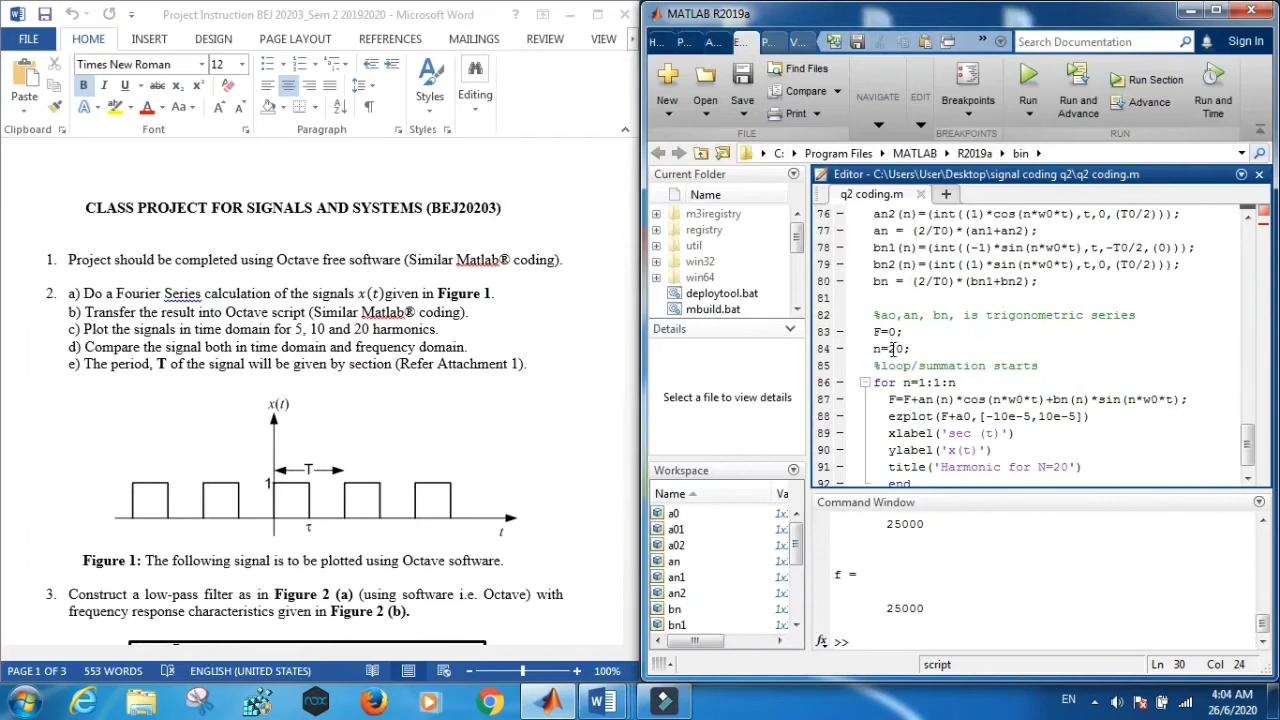 Project Instruction BEJ 20203_Sem 2 20192020 - Microsoft Word
FILE HOME INSERT DESIGN PAGE LAYOUT REFERENCES MAILINGS REVIEW VIEW
Times New Roman 12
Paste
B I U
Aa
Styles
Editing
Clipboard Font Paragraph Styles
CLASS PROJECT FOR SIGNALS AND SYSTEMS (BEJ20203)
1. Project should be completed using Octave free software (Similar Matlab® coding).
2. a) Do a Fourier Series calculation of the signals x(t)given in Figure 1.
b) Transfer the result into Octave script (Similar Matlab® coding).
c) Plot the signals in time domain for 5, 10 and 20 harmonics.
d) Compare the signal both in time domain and frequency domain.
e) The period, T of the signal will be given by section (Refer Attachment 1).
x(t)
T
1
τ
t
Figure 1: The following signal is to be plotted using Octave software.
3. Construct a low-pass filter as in Figure 2 (a) (using software i.e. Octave) with
frequency response characteristics given in Figure 2 (b).
PAGE 1 OF 3 553 WORDS ENGLISH (UNITED STATES) 100%
MATLAB R2019a
H... P... A... E... P... V...
Search Documentation
Sign In
New
Open
Save
Find Files
Compare
Print
NAVIGATE
EDIT
Breakpoints
Run
Run and
Advance
Run Section
Advance
Run and
Time
FILE BREAKPOINTS RUN
C: Program Files MATLAB R2019a bin
Current Folder
Name
m3iregistry
registry
util
win32
win64
deploytool.bat
mbuild.bat
Details
Select a file to view details
Workspace
Name Va
a0 1x
a01 1x
a02 1x
an 1x
an1 1x
an2 1x
bn 1x
bn1 1x
Editor - C:\Users\User\Desktop\signal coding q2\q2 coding.m
q2 coding.m
76 - an2(n)=(int((1)*cos(n*w0*t),t,0,(T0/2)));
77 - an = (2/T0)*(an1+an2);
78 - bn1(n)=(int((-1)*sin(n*w0*t),t,-T0/2,(0)));
79 - bn2(n)=(int((1)*sin(n*w0*t),t,0,(T0/2)));
80 - bn = (2/T0)*(bn1+bn2);
81
82 %ao,an, bn, is trigonometric series
83 - F=0;
84 - n=20;
85 %loop/summation starts
86 - for n=1:1:n
87 - F=F+an(n)*cos(n*w0*t)+bn(n)*sin(n*w0*t);
88 - ezplot(F+a0,[-10e-5,10e-5])
89 - xlabel('sec (t)')
90 - ylabel('x(t)')
91 - title('Harmonic for N=20')
92 - end
Command Window
25000
f =
25000
fx >>
script Ln 30 Col 24
nox
EN
4:04 AM
26/6/2020